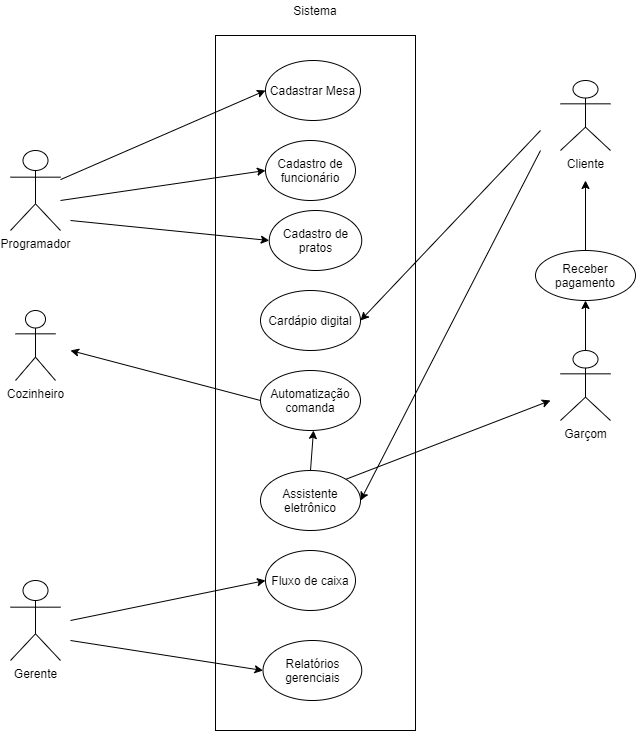 Sistema
Cadastrar Mesa
Cliente
Cadastro de
funcionário
Programador
Cadastro de
pratos
Receber
pagamento
Cardápio digital
Cozinheiro
Automatização
comanda
Garçom
Assistente
eletrônico
Fluxo de caixa
Gerente
Relatórios
gerenciais